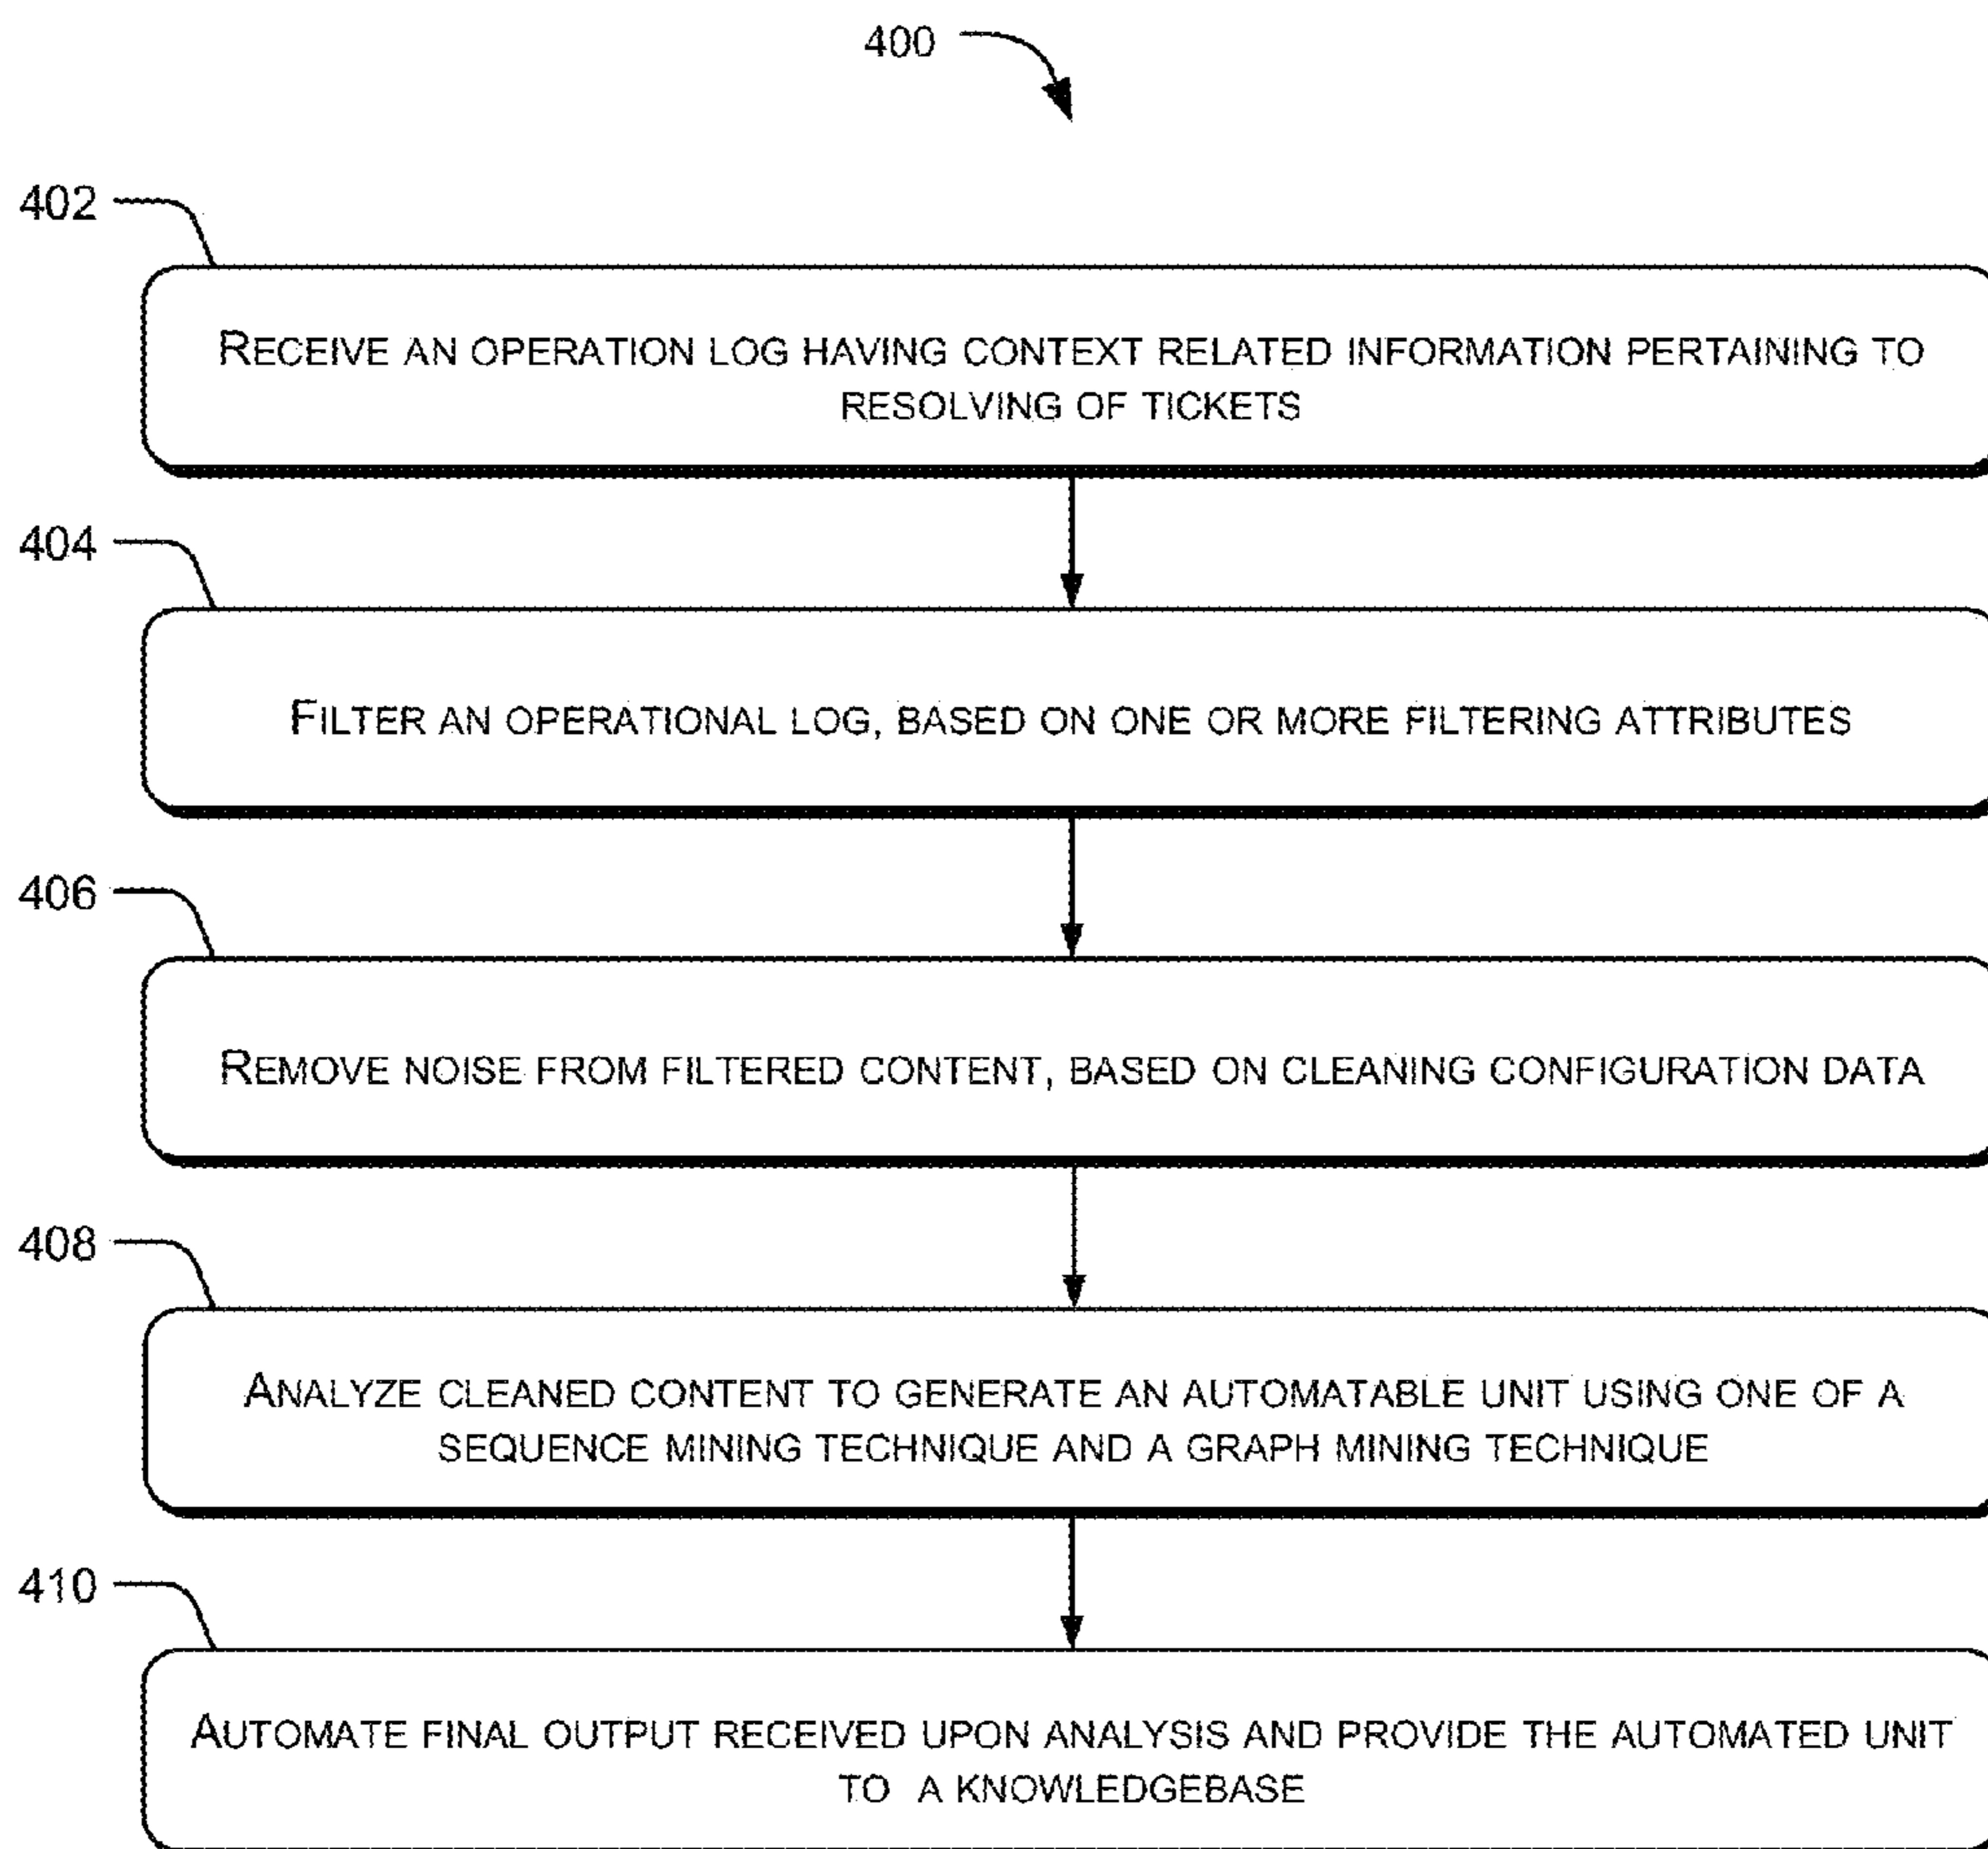 400
402
RECEIVE AN OPERATION LOG HAVING CONTEXT RELATED INFORMATION PERTAINING TO
RESOLVING OF TICKETS
404
FILTER AN OPERATIONAL LOG, BASED ON ONE OR MORE FILTERING ATTRIBUTES
406
REMOVE NOISE FROM FILTERED CONTENT, BASED ON CLEANING CONFIGURATION DATA
408
ANALYZE CLEANED CONTENT TO GENERATE AN AUTOMATABLE UNIT USING ONE OF A
SEQUENCE MINING TECHNIQUE AND A GRAPH MINING TECHNIQUE
410
AUTOMATE FINAL OUTPUT RECEIVED UPON ANALYSIS AND PROVIDE THE AUTOMATED UNIT
TO A KNOWLEDGEBASE